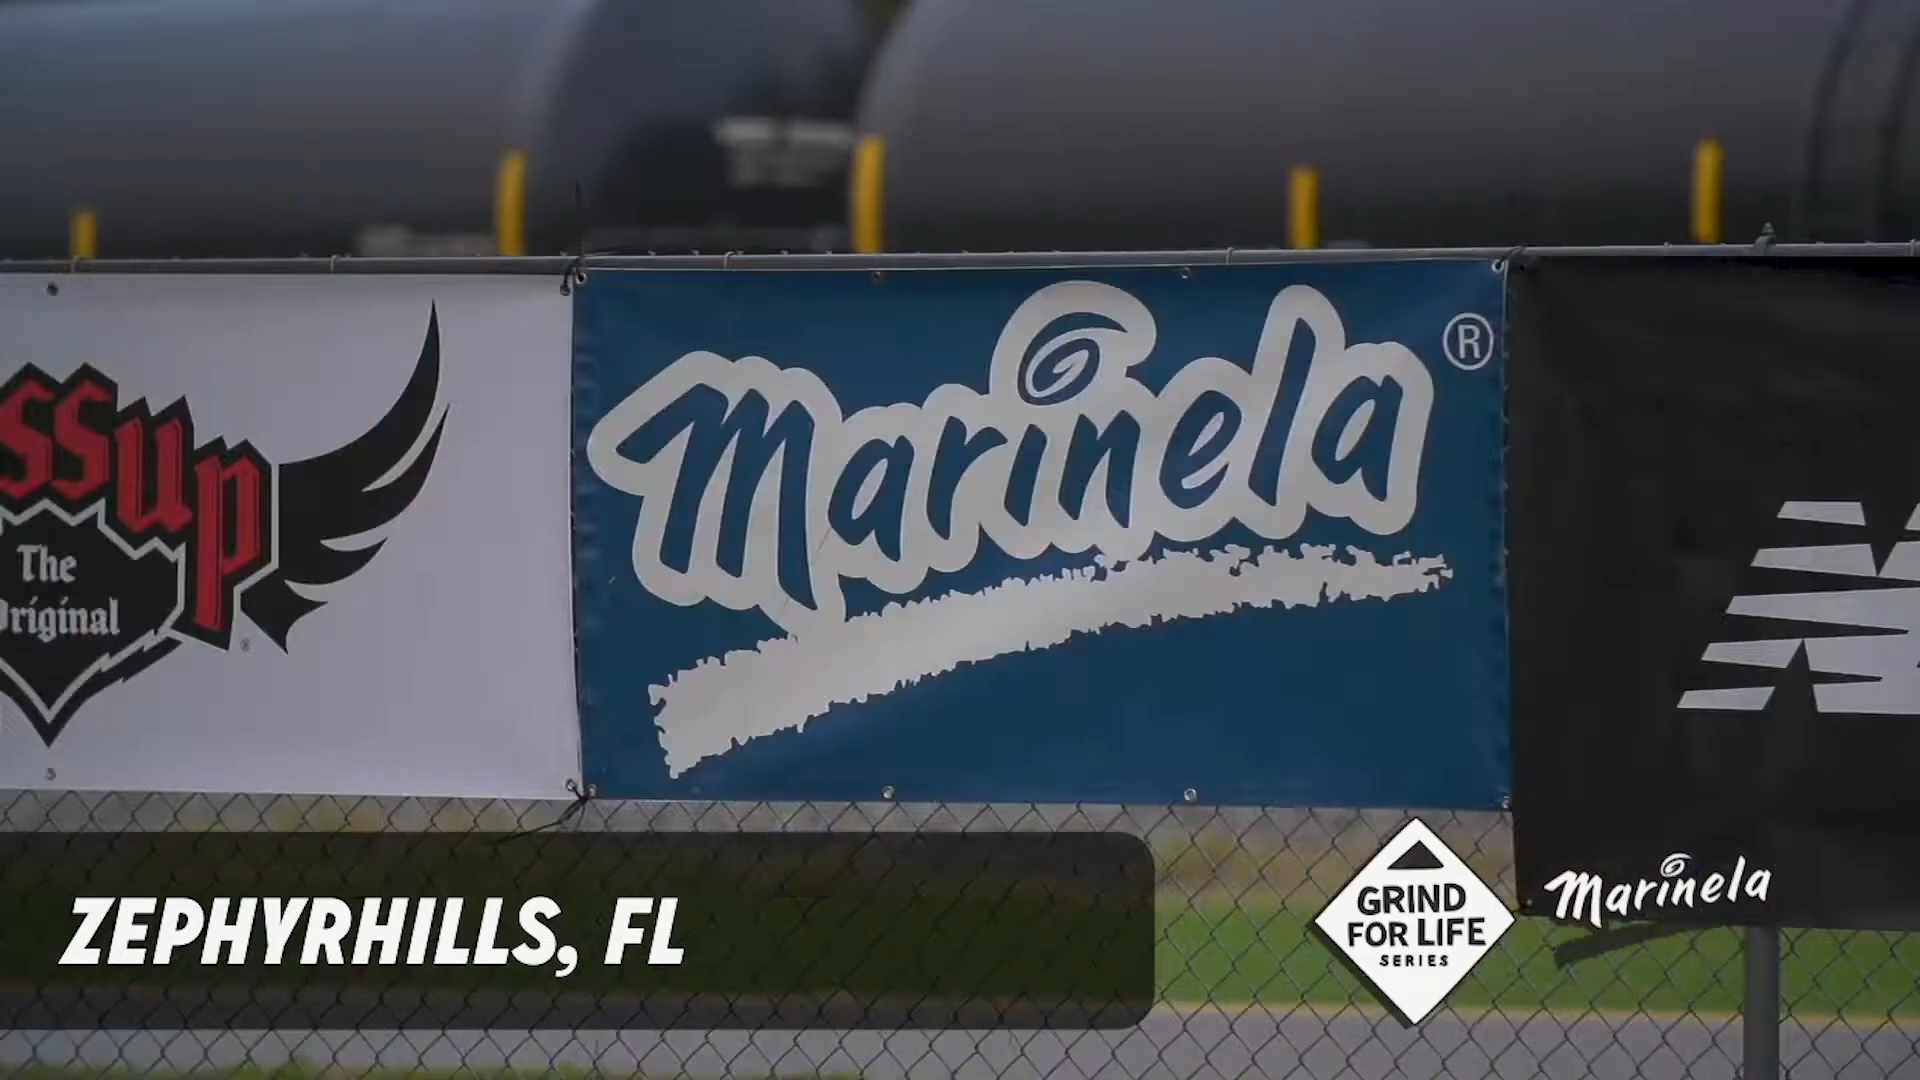 ssup
The
Original
®
Marinela
®
ZEPHYRHILLS, FL
GRIND
FOR LIFE
SERIES
Marinela